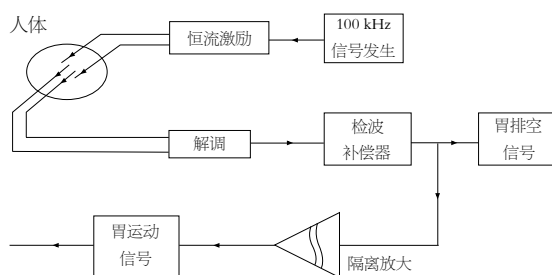 人体
恒流激励
100 kHz
信号发生
解调
检波
补偿器
胃排空
信号
胃运动
信号
隔离放大